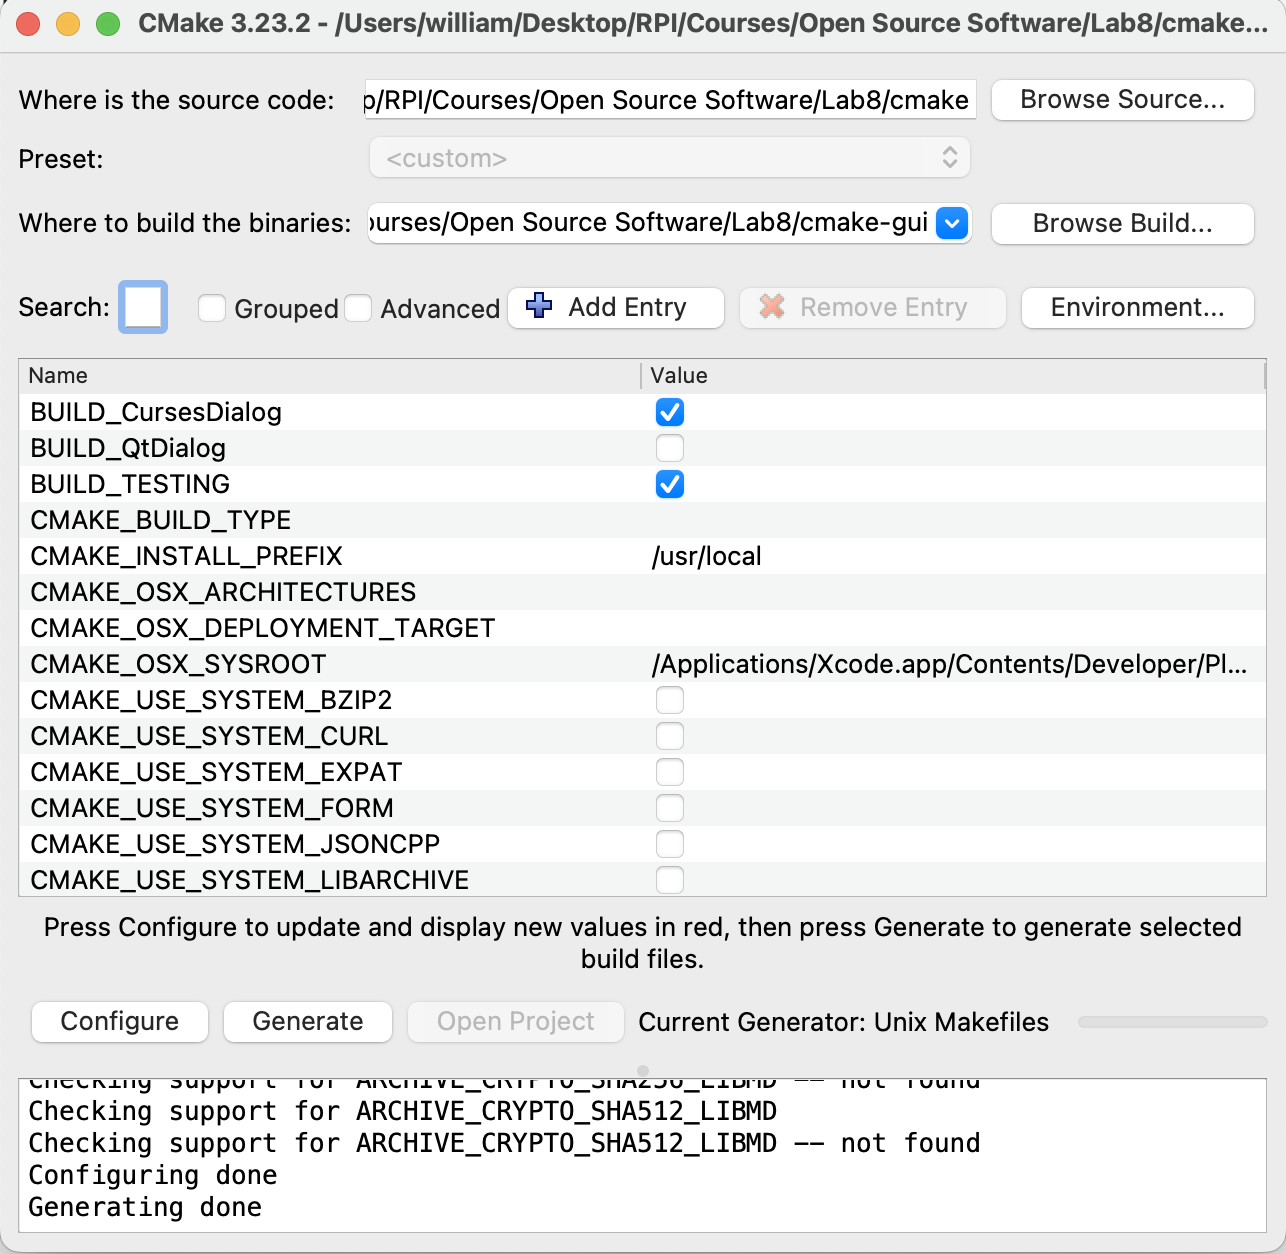 CMake 3.23.2 - /Users/william/Desktop/RPI/Courses/Open Source Software/Lab8/cmake...
Where is the source code: p/RPI/Courses/Open Source Software/Lab8/cmake Browse Source...
Preset: <custom>
Where to build the binaries: ourses/Open Source Software/Lab8/cmake-gui Browse Build...
Search: Grouped Advanced Add Entry Remove Entry Environment...
Name Value
BUILD_CursesDialog
BUILD_QtDialog
BUILD_TESTING
CMAKE_BUILD_TYPE
CMAKE_INSTALL_PREFIX /usr/local
CMAKE_OSX_ARCHITECTURES
CMAKE_OSX_DEPLOYMENT_TARGET
CMAKE_OSX_SYSROOT /Applications/Xcode.app/Contents/Developer/Pl...
CMAKE_USE_SYSTEM_BZIP2
CMAKE_USE_SYSTEM_CURL
CMAKE_USE_SYSTEM_EXPAT
CMAKE_USE_SYSTEM_FORM
CMAKE_USE_SYSTEM_JSONCPP
CMAKE_USE_SYSTEM_LIBARCHIVE
Press Configure to update and display new values in red, then press Generate to generate selected
build files.
Configure Generate Open Project Current Generator: Unix Makefiles
Checking support for ARCHIVE_CRYPTO_SHA256_LIBMD -- not found
Checking support for ARCHIVE_CRYPTO_SHA512_LIBMD
Checking support for ARCHIVE_CRYPTO_SHA512_LIBMD -- not found
Configuring done
Generating done